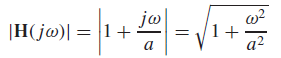 |H(jω)| = |1 + jω/a| = √(1 + ω²/a²)